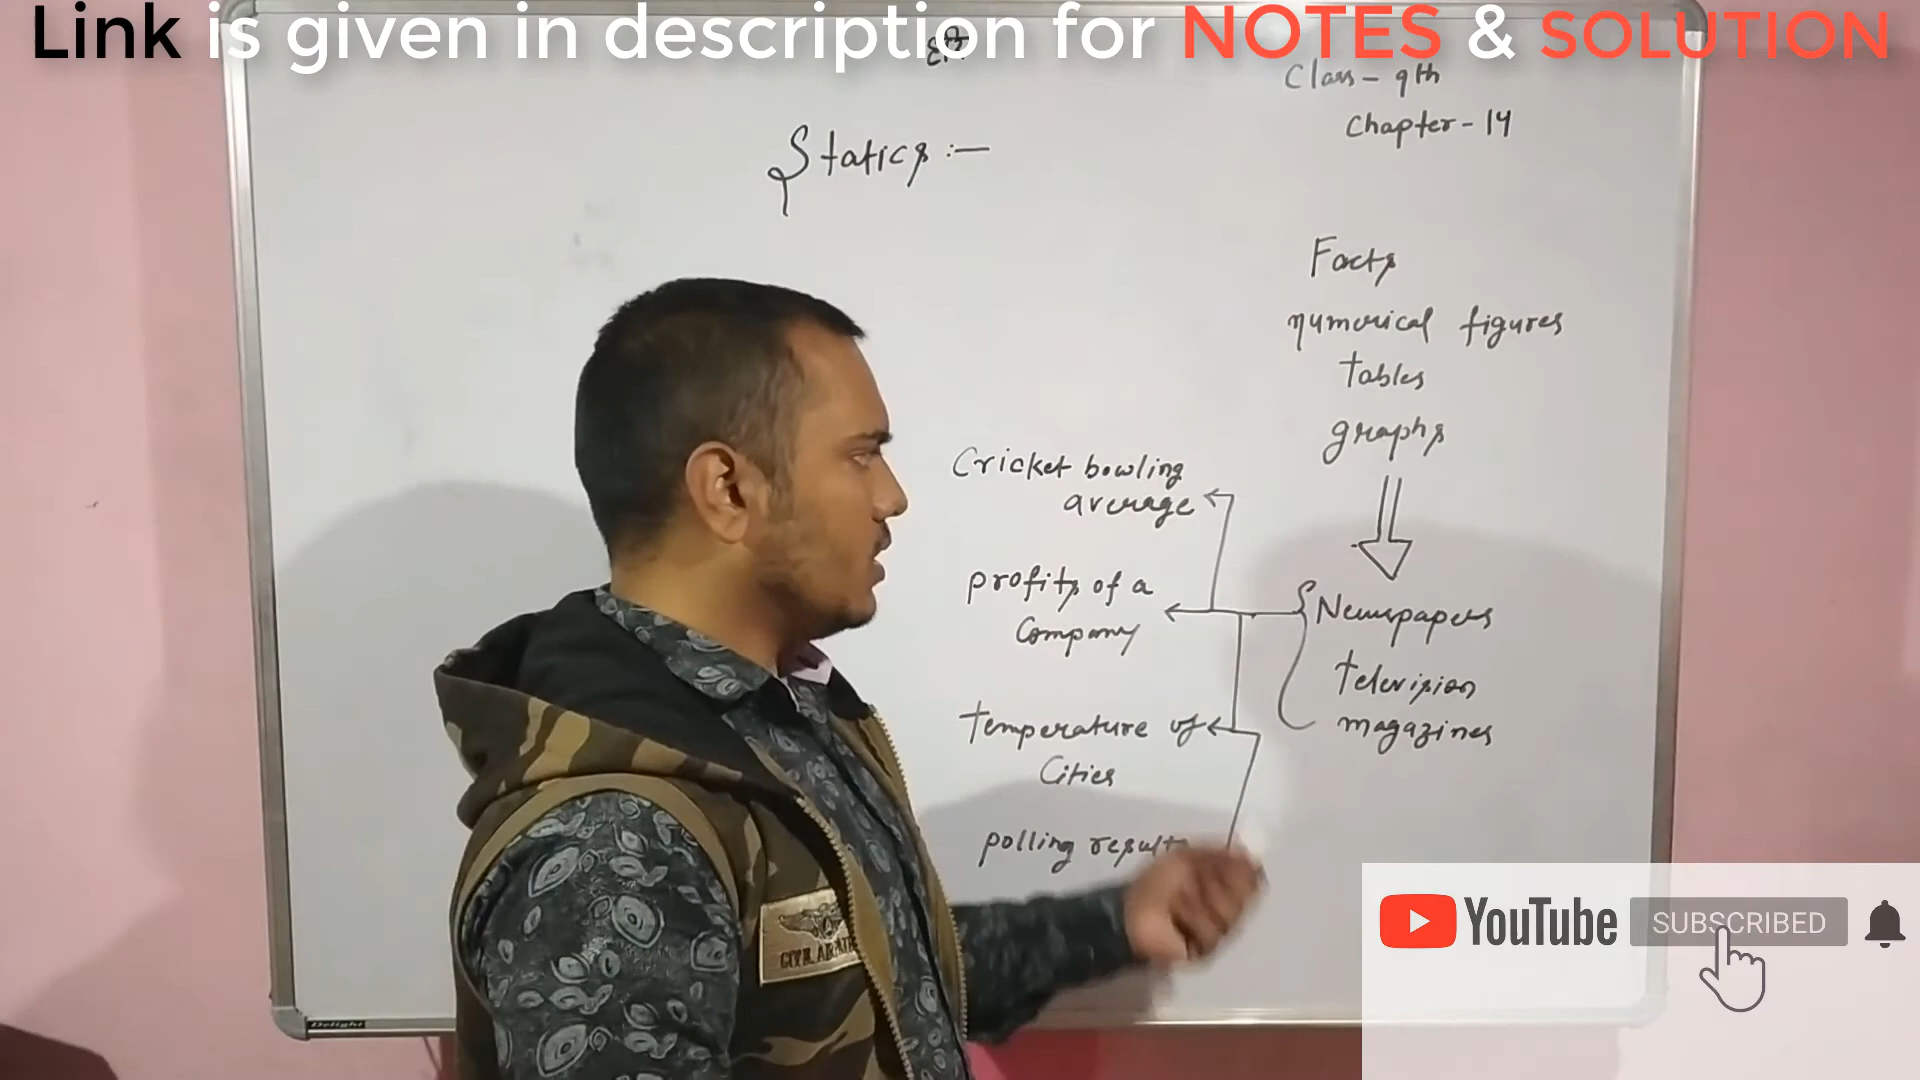 Link is given in description for NOTES & SOLUTION
Class - 9th
Chapter - 14
Statics :-
Facts
numerical figures
tables
graphs
Cricket bowling
average
profits of a
Company
Newspapers
television
magazines
temperature of
Cities
polling results
YouTube
SUBSCRIBED
Delight